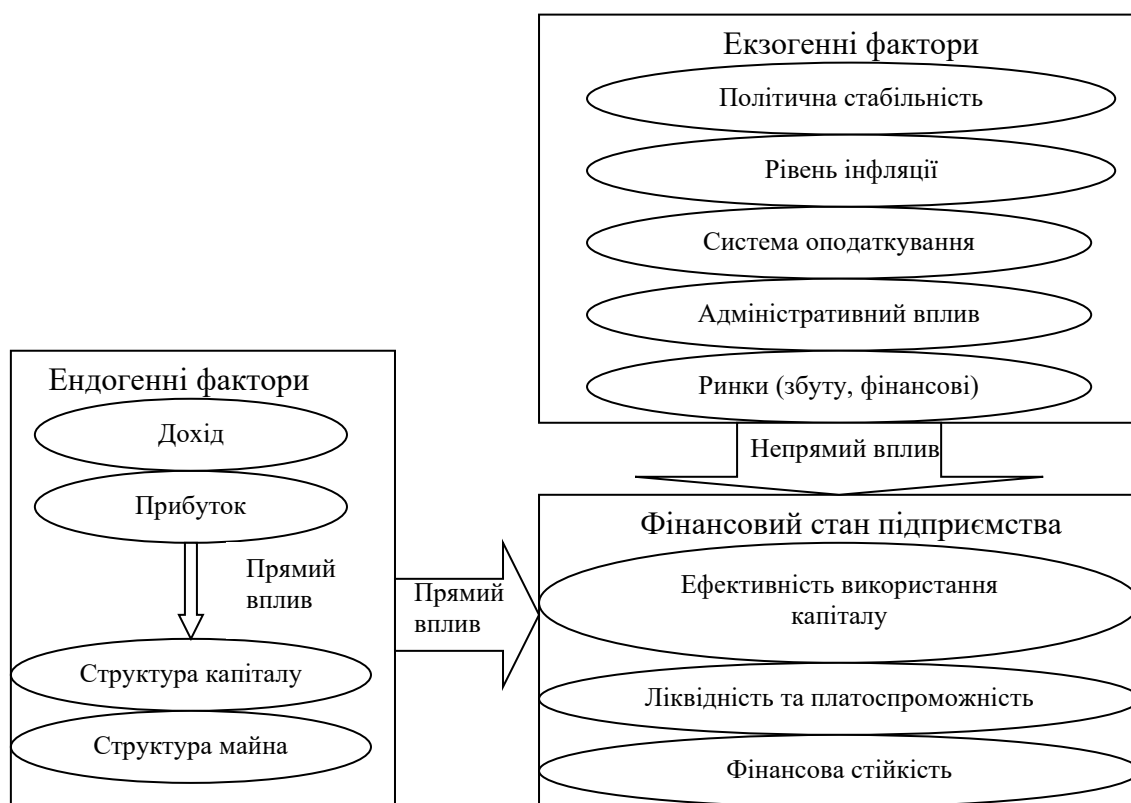 Екзогенні фактори
Політична стабільність
Рівень інфляції
Система оподаткування
Адміністративний вплив
Ринки (збуту, фінансові)
Непрямий вплив
Ендогенні фактори
Дохід
Прибуток
Прямий
вплив
Структура капіталу
Структура майна
Прямий
вплив
Фінансовий стан підприємства
Ефективність використання
капіталу
Ліквідність та платоспроможність
Фінансова стійкість